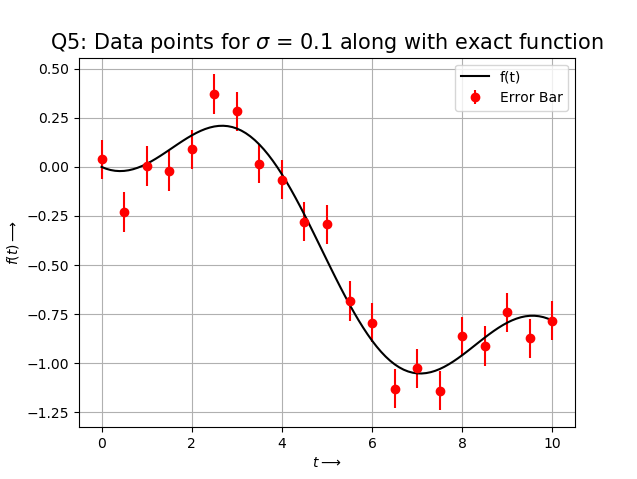 Q5: Data points for σ = 0.1 along with exact function
f(t)
Error Bar
0.50
0.25
0.00
−0.25
−0.50
−0.75
−1.00
−1.25
f(t)⟶
0 2 4 6 8 10
t⟶